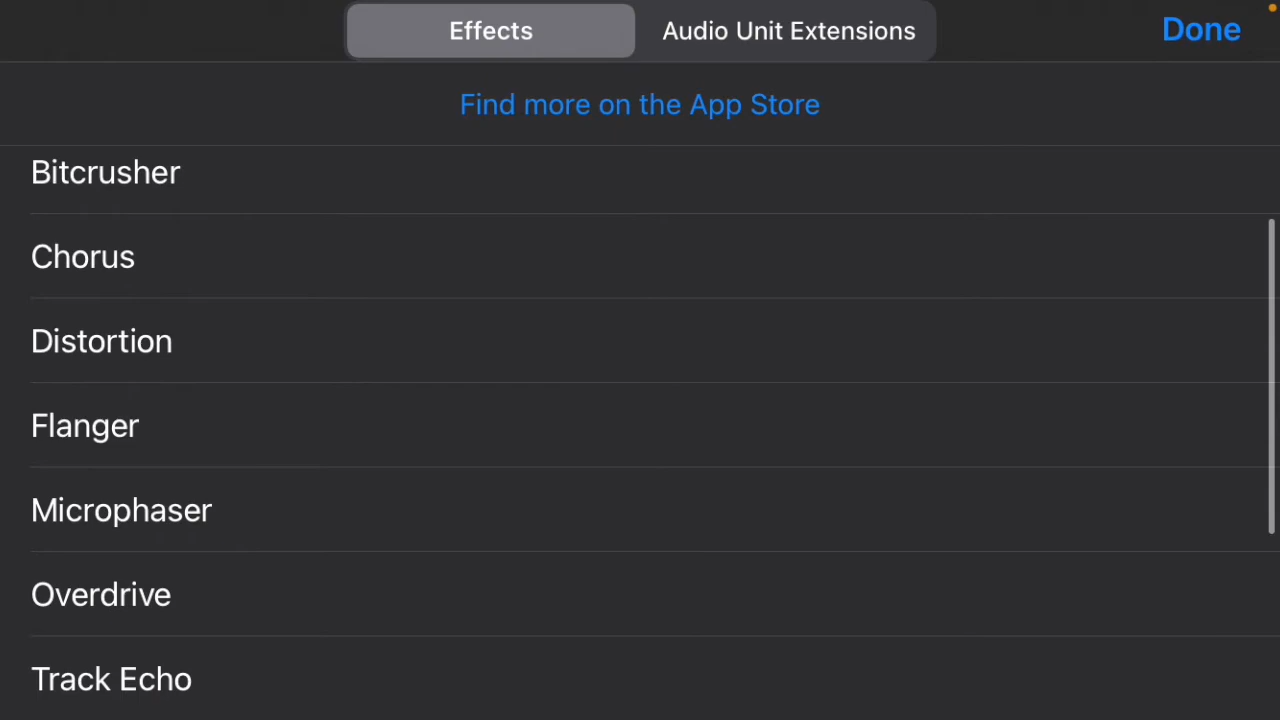 Effects Audio Unit Extensions Done
Find more on the App Store
Bitcrusher
Chorus
Distortion
Flanger
Microphaser
Overdrive
Track Echo